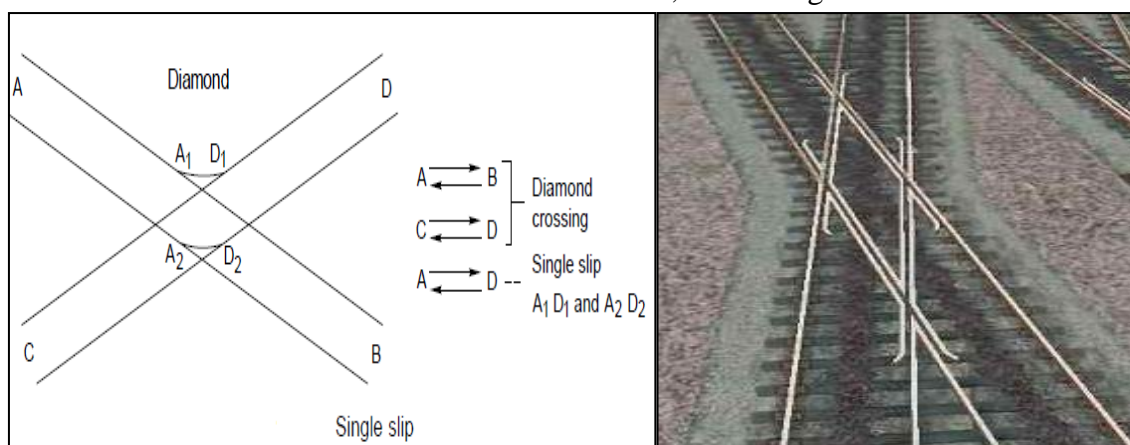 A
Diamond
D
A1 D1
A B
Diamond
crossing
C D
A D
Single slip
A1 D1 and A2 D2
A2 D2
C
B
Single slip